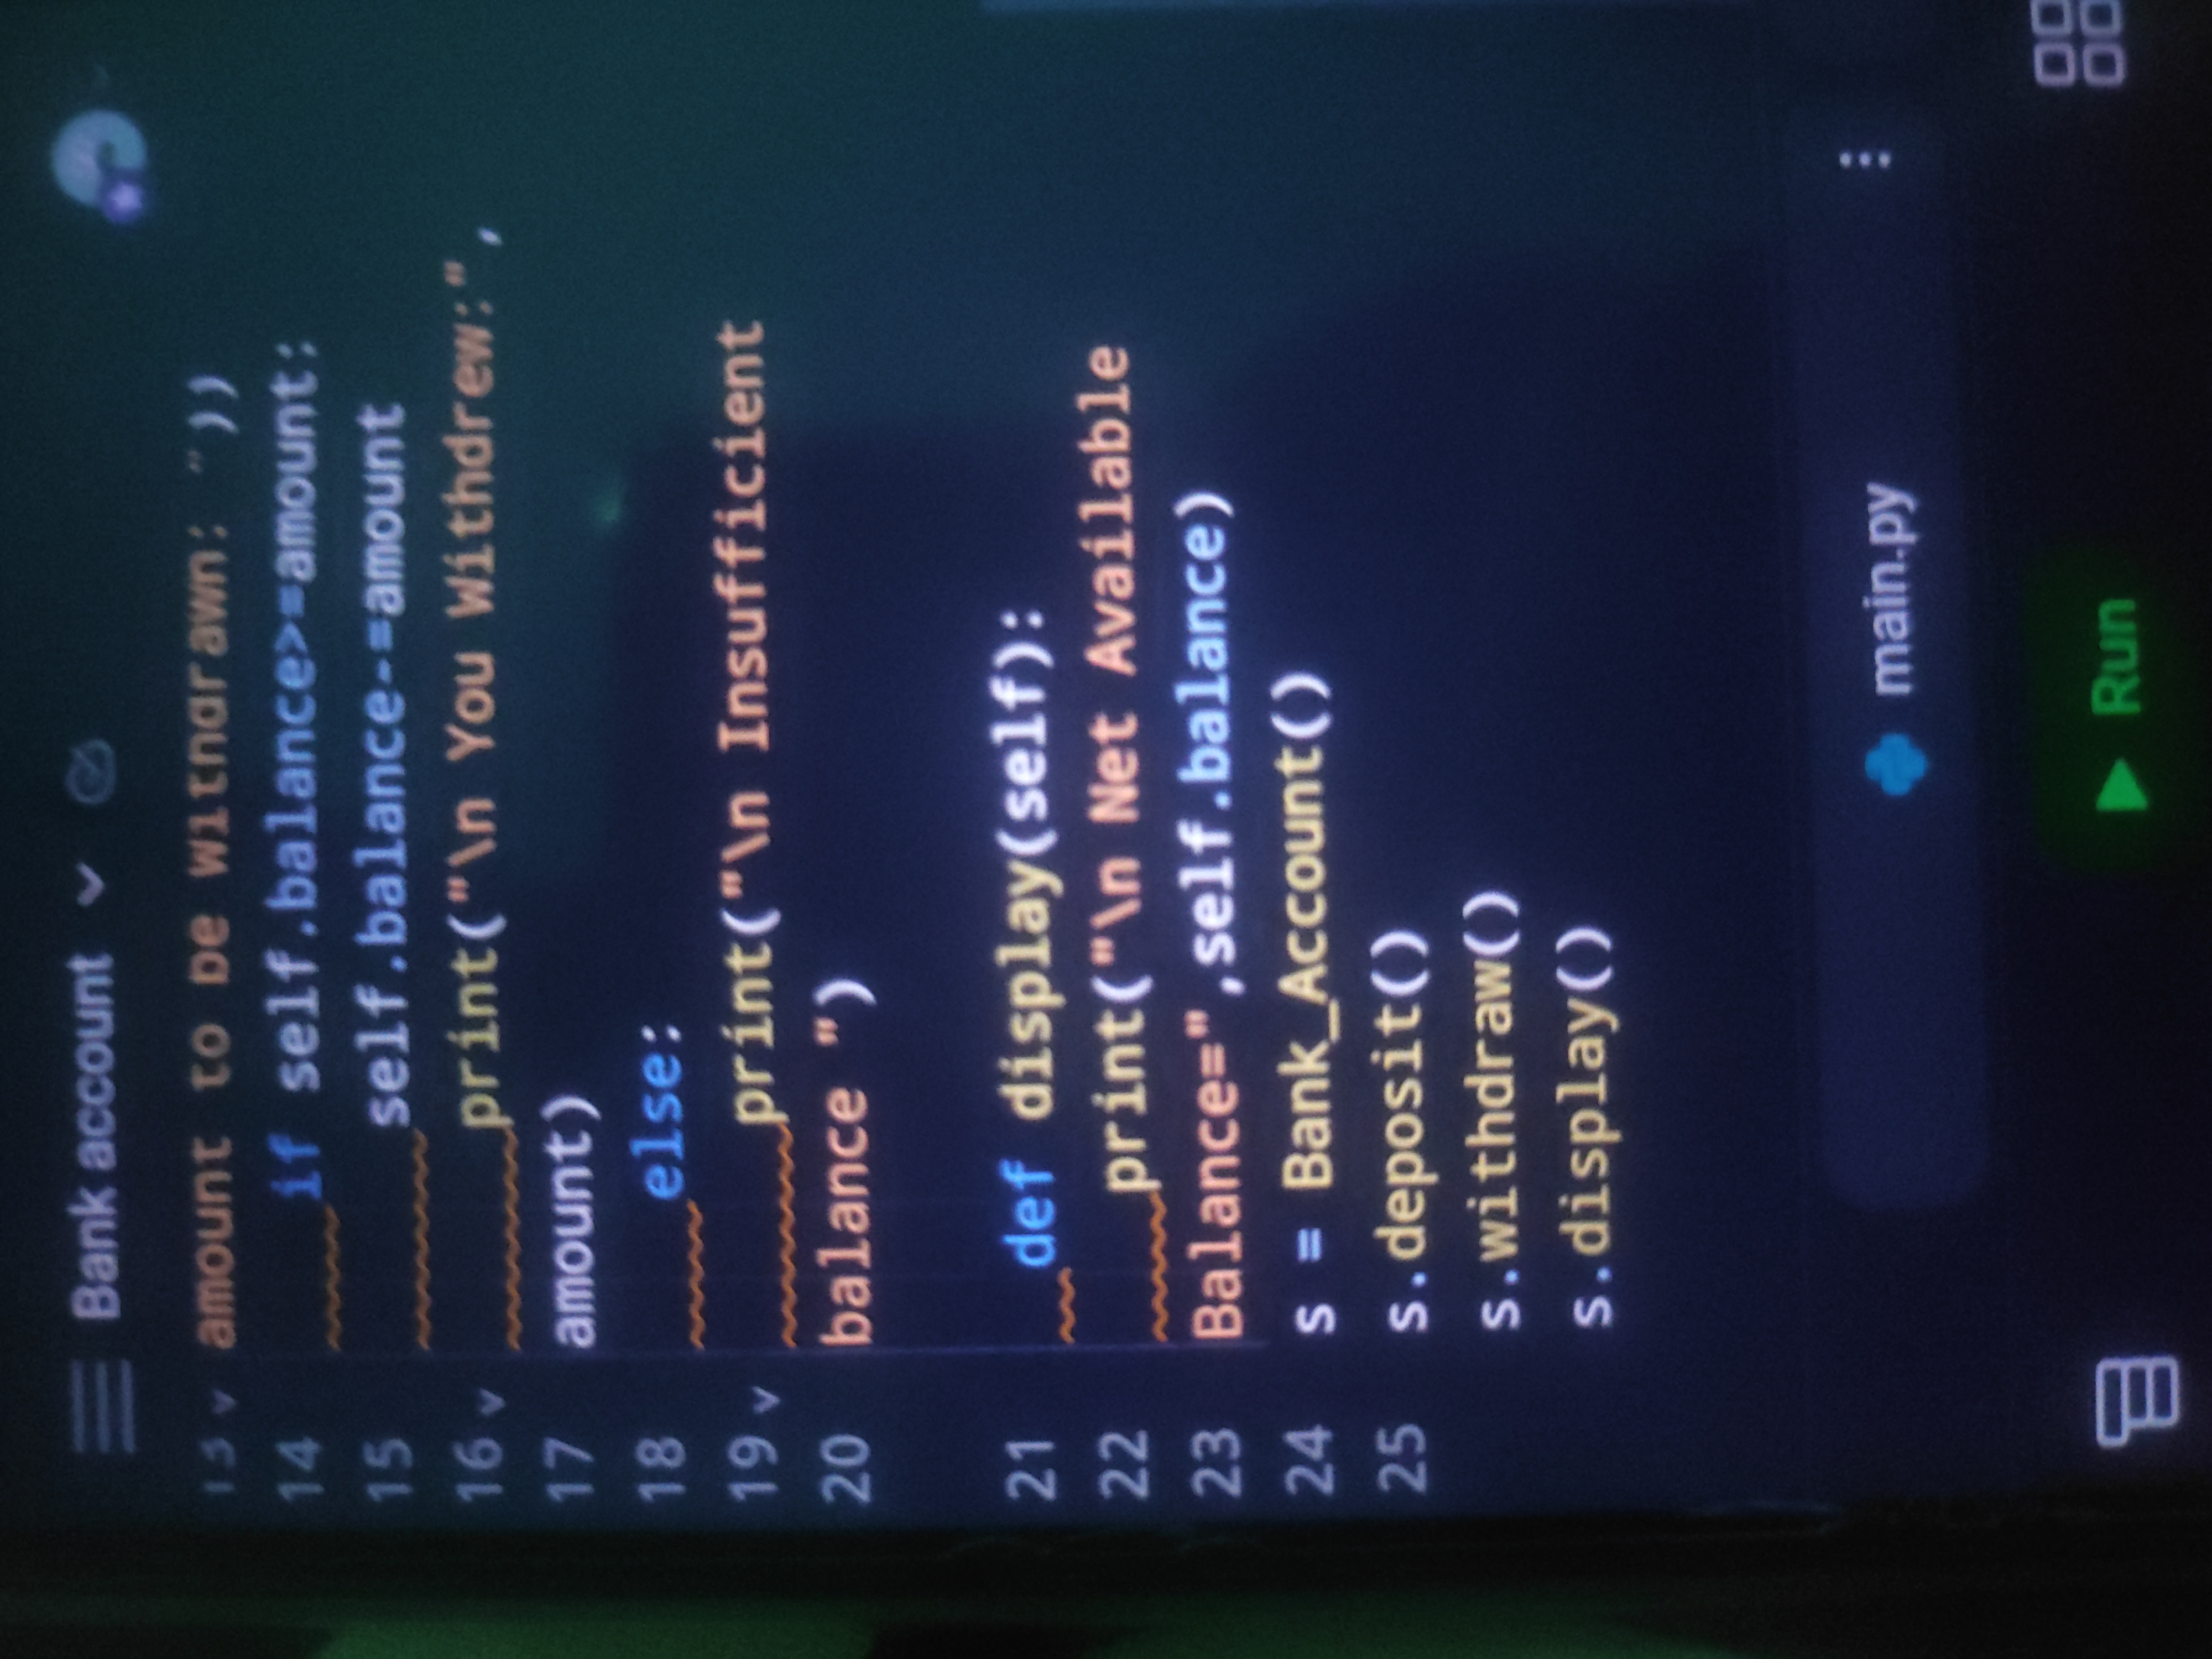 Bank account
13 amount to be withdrawn: "))
14 if self.balance>=amount:
15 self.balance-=amount
16 print("\n You Withdrew:",
17 amount)
18 else:
19 print("\n Insufficient
20 balance ")
21 def display(self):
22 print("\n Net Available
23 Balance=",self.balance)
24 s = Bank_Account()
25 s.deposit()
s.withdraw()
s.display()
main.py
Run